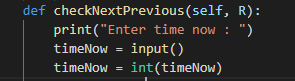 def checkNextPrevious(self, R):
    print("Enter time now : ")
    timeNow = input()
    timeNow = int(timeNow)